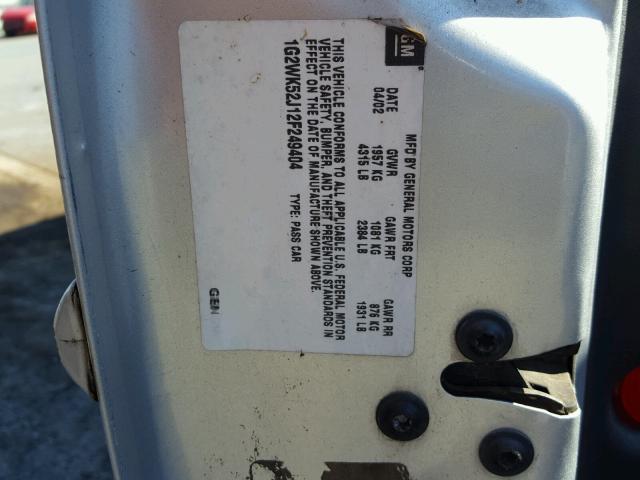 GM
MFD BY GENERAL MOTORS CORP
DATE GVWR GAWR FRT GAWR RR
04/02 1957 KG 1081 KG 876 KG
4315 LB 2384 LB 1931 LB
THIS VEHICLE CONFORMS TO ALL APPLICABLE U.S. FEDERAL MOTOR
VEHICLE SAFETY, BUMPER, AND THEFT PREVENTION STANDARDS IN
EFFECT ON THE DATE OF MANUFACTURE SHOWN ABOVE.
1G2WK52J12F249404 TYPE: PASS CAR